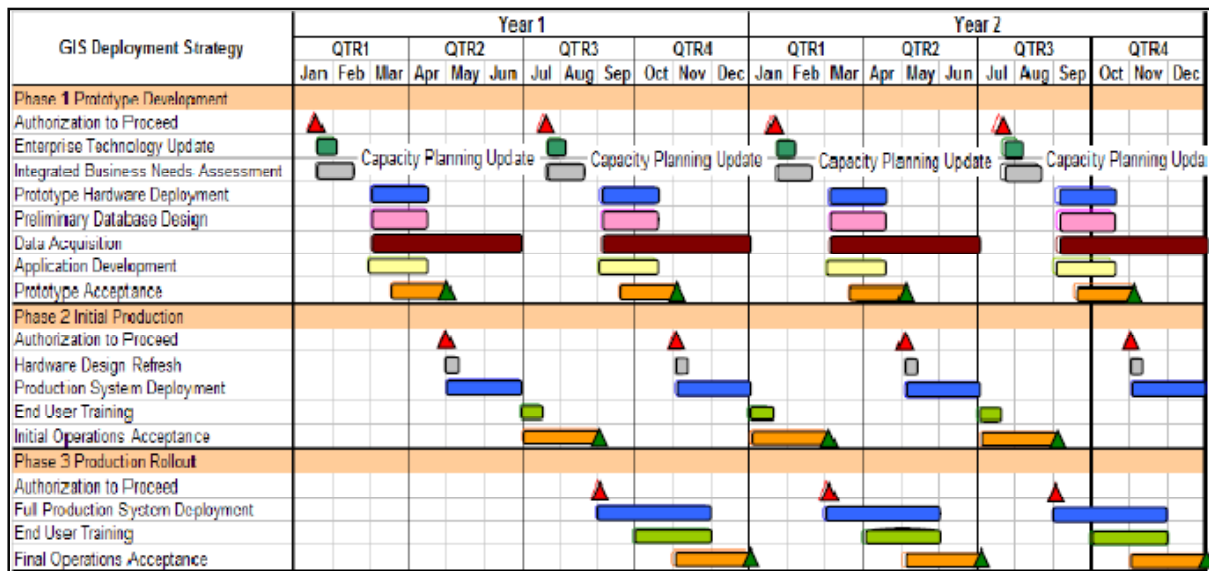 Year 1 Year 2
GIS Deployment Strategy QTR1 QTR2 QTR3 QTR4 QTR1 QTR2 QTR3 QTR4
Jan Feb Mar Apr May Jun Jul Aug Sep Oct Nov Dec Jan Feb Mar Apr May Jun Jul Aug Sep Oct Nov Dec
Phase 1 Prototype Development
Authorization to Proceed
Enterprise Technology Update
Capacity Planning Update Capacity Planning Update Capacity Planning Update Capacity Planning Upda
Integrated Business Needs Assessment
Prototype Hardware Deployment
Preliminary Database Design
Data Acquisition
Application Development
Prototype Acceptance
Phase 2 Initial Production
Authorization to Proceed
Hardware Design Refresh
Production System Deployment
End User Training
Initial Operations Acceptance
Phase 3 Production Rollout
Authorization to Proceed
Full Production System Deployment
End User Training
Final Operations Acceptance